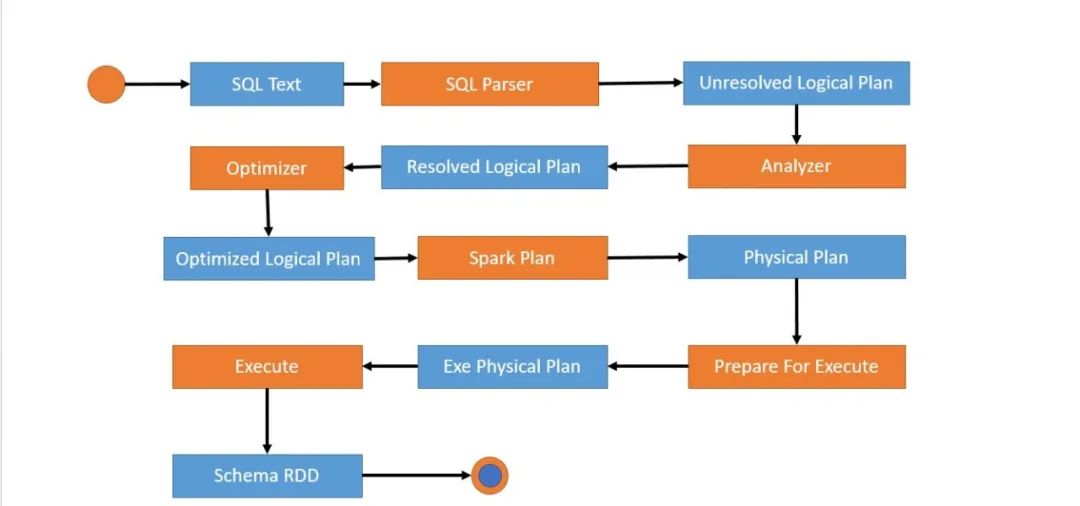 SQL Text
SQL Parser
Unresolved Logical Plan
Optimizer
Resolved Logical Plan
Analyzer
Optimized Logical Plan
Spark Plan
Physical Plan
Execute
Exe Physical Plan
Prepare For Execute
Schema RDD